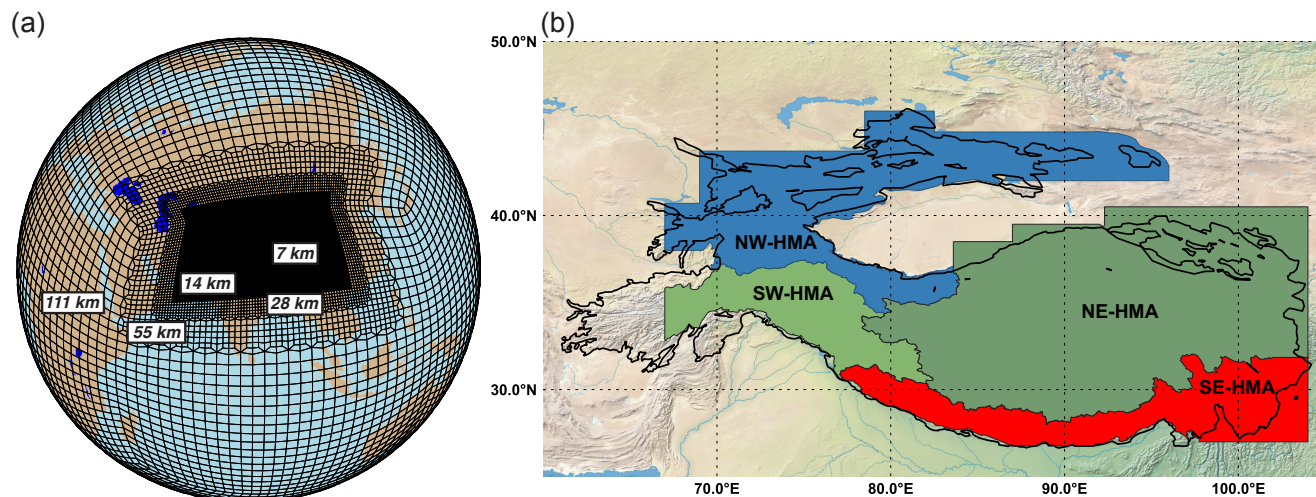 (a)
7 km
14 km
111 km
28 km
55 km
(b)
50.0°N
40.0°N
30.0°N
NW-HMA
SW-HMA
NE-HMA
SE-HMA
70.0°E
80.0°E
90.0°E
100.0°E